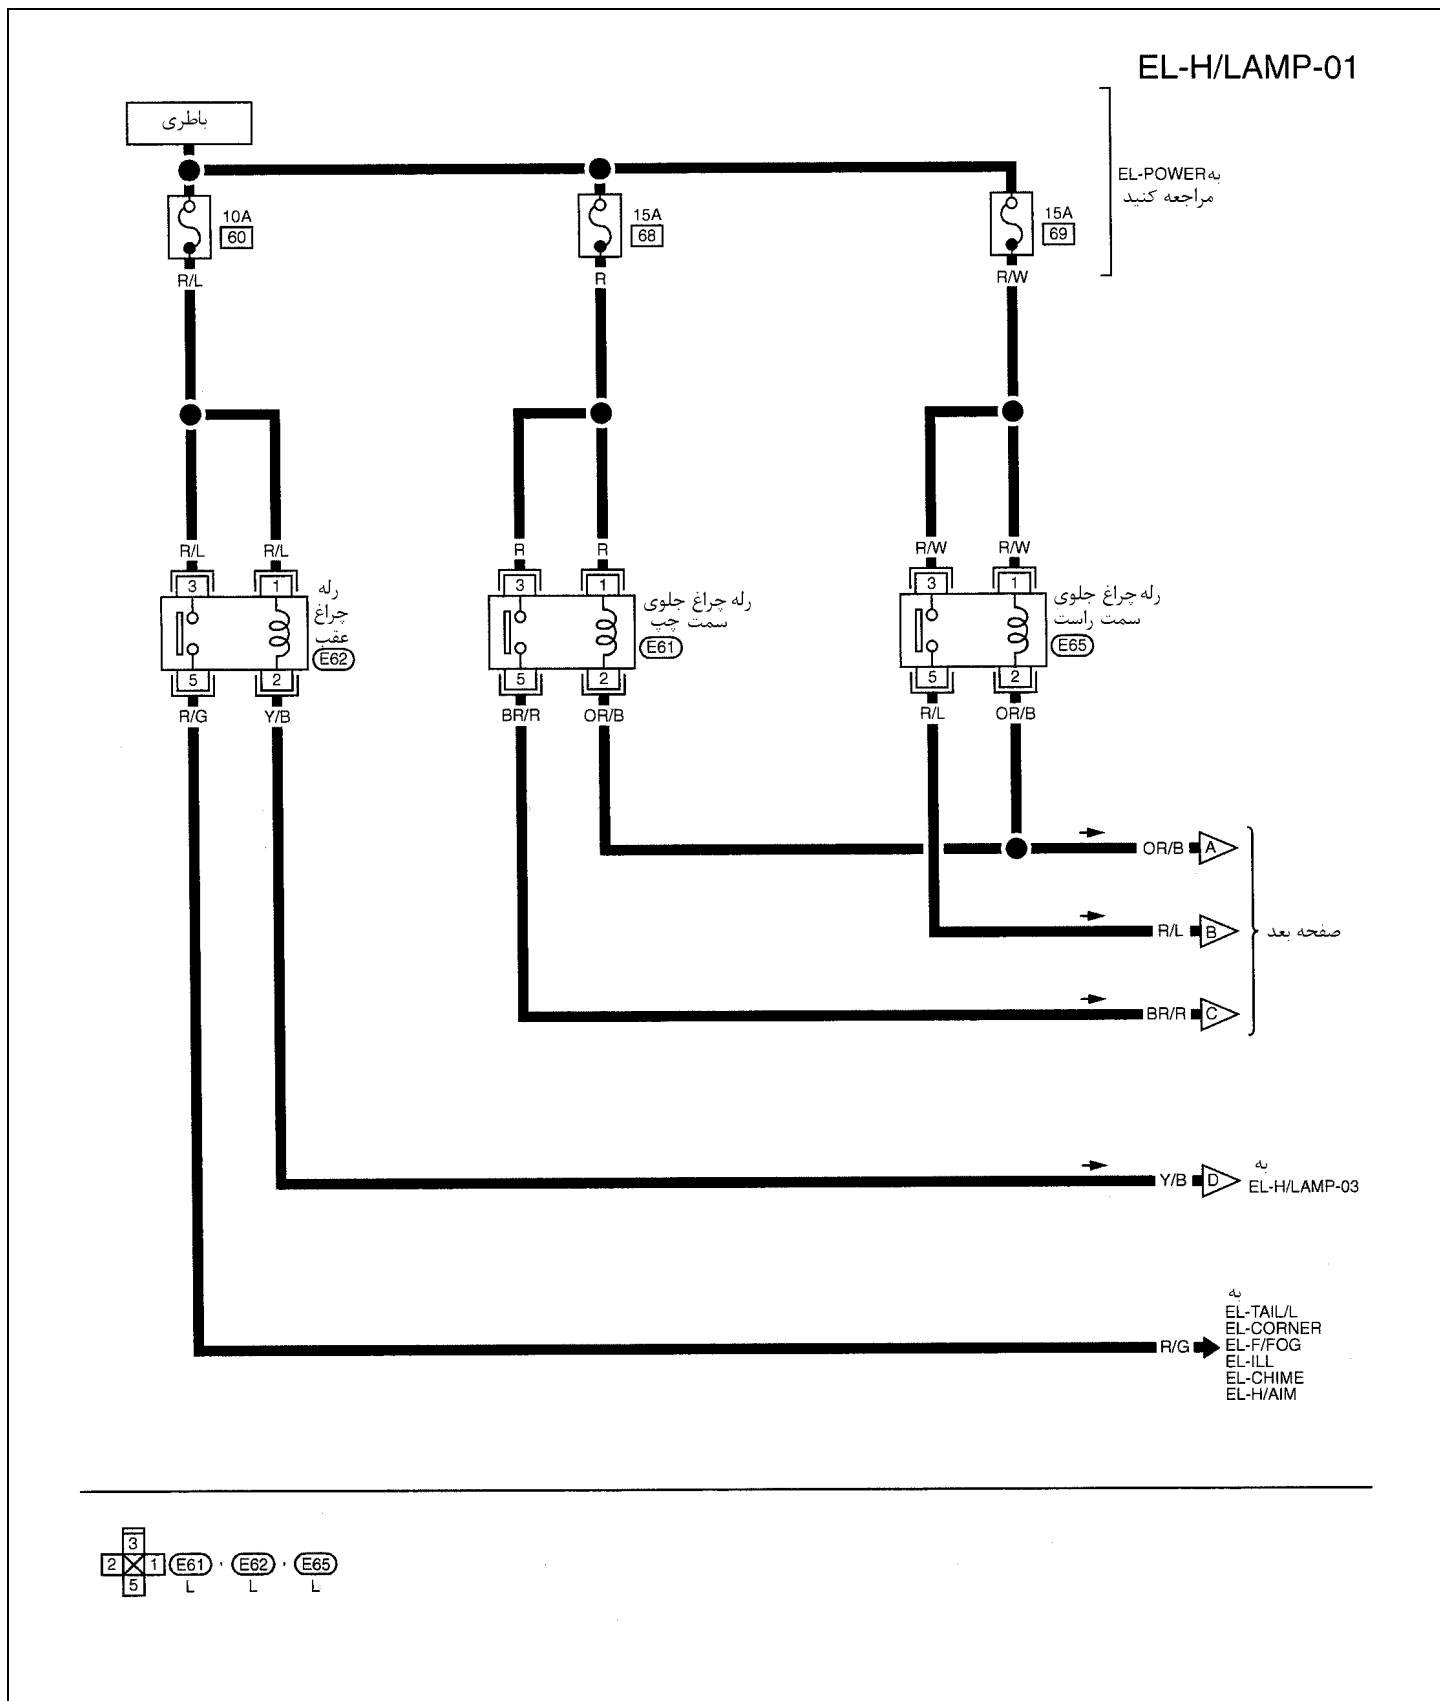 EL-H/LAMP-01
باطری
به EL-POWER
مراجعه کنید
10A
60
15A
68
15A
69
R/L
R
R/W
R/L
R/L
R
R
R/W
R/W
3
1
3
1
3
1
رله
چراغ
عقب
E62
رله چراغ جلوی
سمت چپ
E61
رله چراغ جلوی
سمت راست
E65
5
2
5
2
5
2
R/G
Y/B
BR/R
OR/B
R/L
OR/B
OR/B
A
R/L
B
صفحه بعد
BR/R
C
Y/B
D
به
EL-H/LAMP-03
R/G
به
EL-TAIL/L
EL-CORNER
EL-F/FOG
EL-ILL
EL-CHIME
EL-H/AIM
3
2
1
5
E61 , E62 , E65
L
L
L